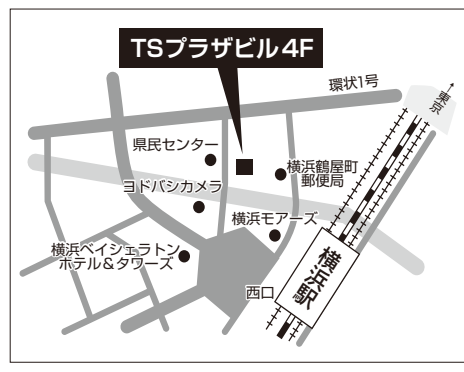 TSプラザビル4F
環状1号
東京
県民センター
ヨドバシカメラ
横浜鶴屋町
郵便局
横浜モアーズ
横浜ベイシェラトン
ホテル&タワーズ
西口
横浜駅